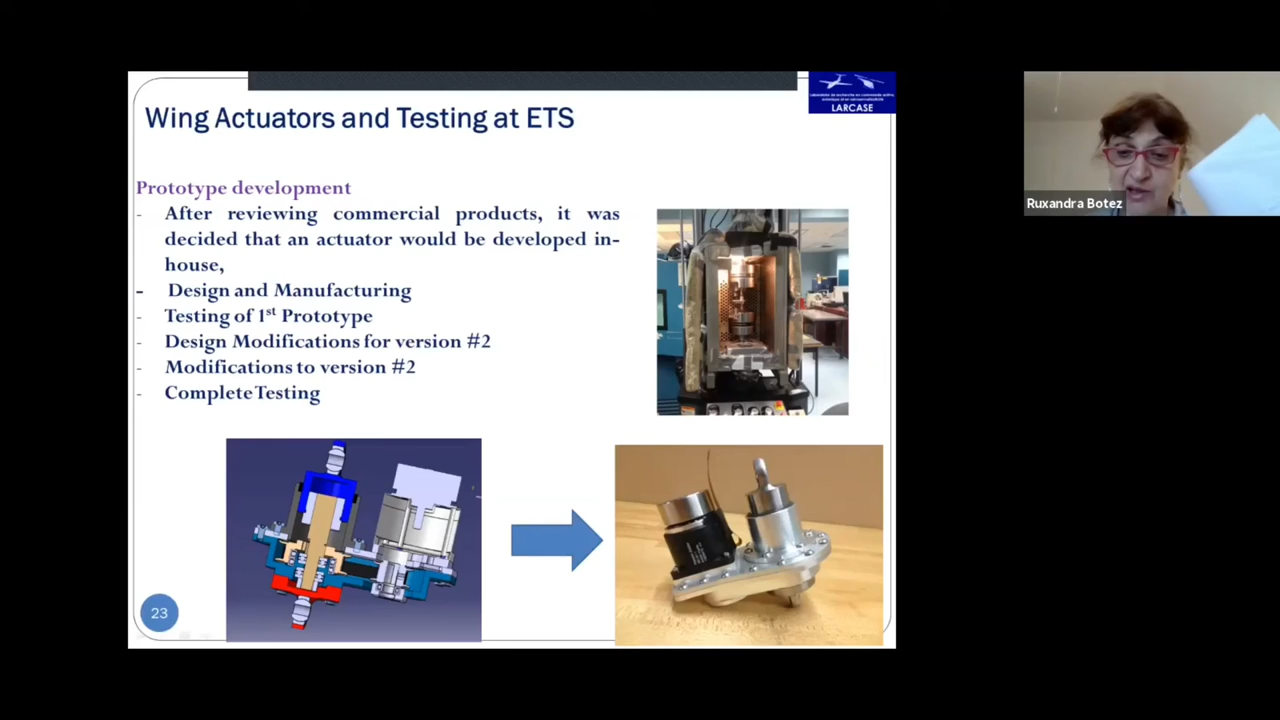 Wing Actuators and Testing at ETS
LARCASE
Prototype development
- After reviewing commercial products, it was
decided that an actuator would be developed in-
house,
- Design and Manufacturing
- Testing of 1st Prototype
- Design Modifications for version #2
- Modifications to version #2
- Complete Testing
23
Ruxandra Botez